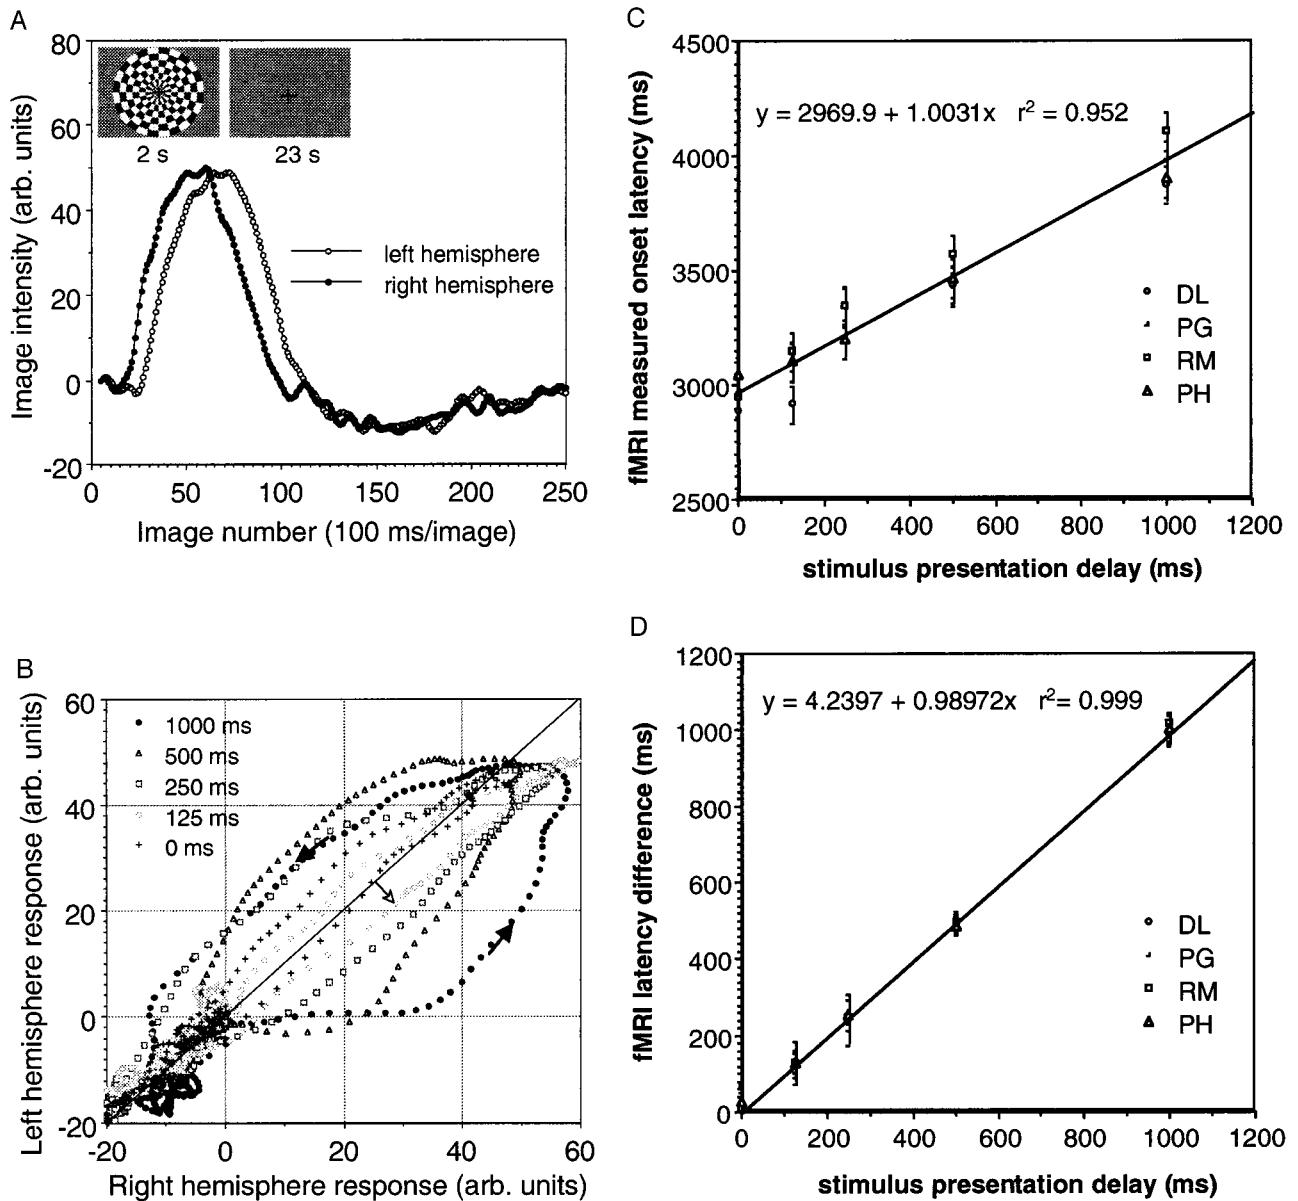 A
80
60
40
20
0
-20
Image intensity (arb. units)
2 s
23 s
left hemisphere
right hemisphere
0
50
100
150
200
250
Image number (100 ms/image)
B
60
40
20
0
-20
Left hemisphere response (arb. units)
1000 ms
500 ms
250 ms
125 ms
0 ms
-20
0
20
40
60
Right hemisphere response (arb. units)
C
4500
4000
3500
3000
2500
fMRI measured onset latency (ms)
y = 2969.9 + 1.0031x r² = 0.952
DL
PG
RM
PH
0
200
400
600
800
1000
1200
stimulus presentation delay (ms)
D
1200
1000
800
600
400
200
0
fMRI latency difference (ms)
y = 4.2397 + 0.98972x r²= 0.999
DL
PG
RM
PH
0
200
400
600
800
1000
1200
stimulus presentation delay (ms)